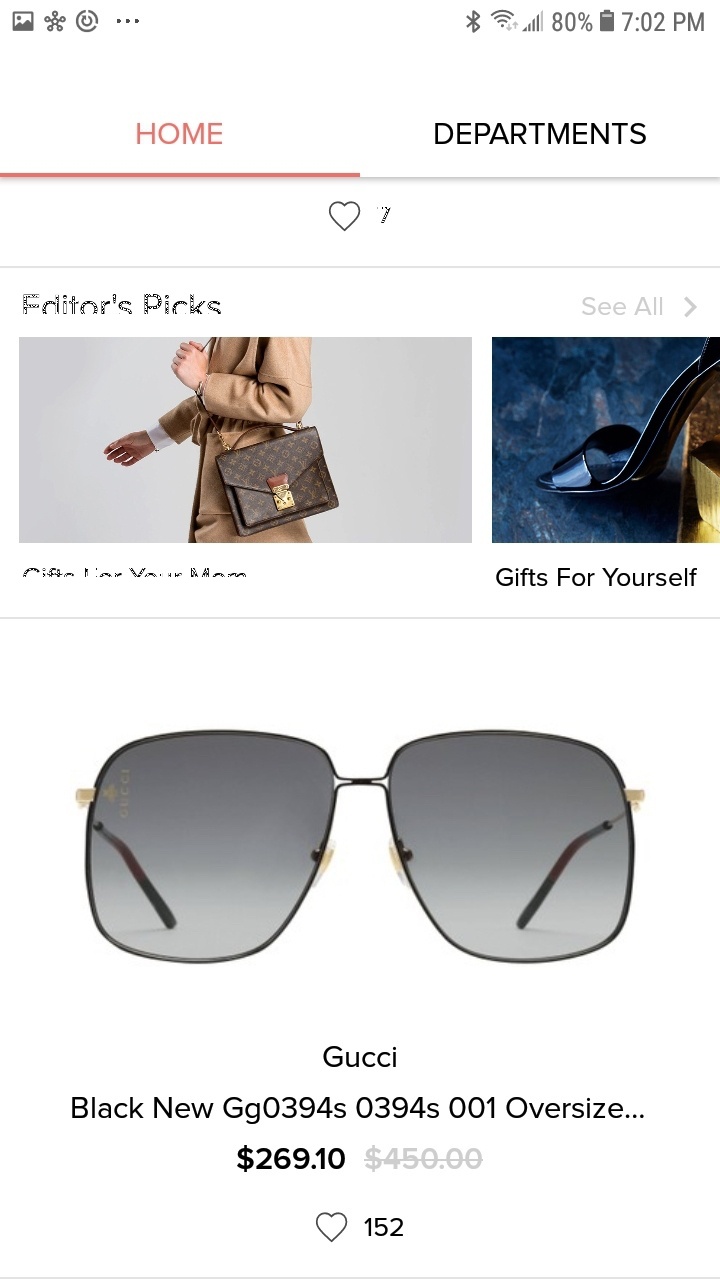 80% 7:02 PM
HOME DEPARTMENTS
7
Editor's Picks See All
Gifts For Your Mom Gifts For Yourself
GUCCI
Gucci
Black New Gg0394s 0394s 001 Oversize...
$269.10 $450.00
152